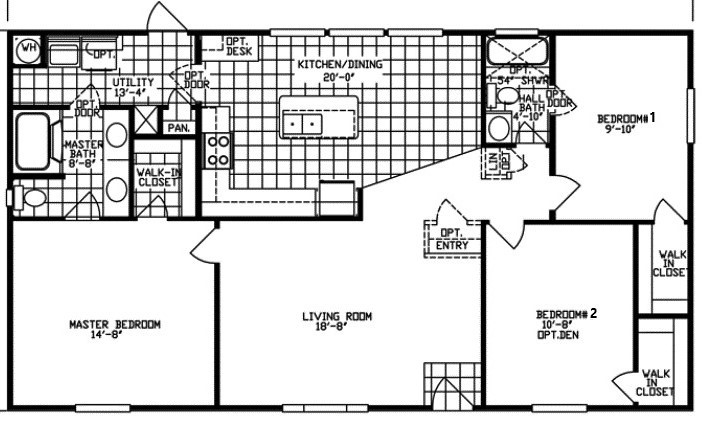 WH
OPT.
UTILITY
13'-4"
OPT.
DOOR
OPT.
DESK
KITCHEN/DINING
20'-0"
OPT.
54" SHWR
HALL
BATH
4'-10"
OPT.
DOOR
BEDROOM#1
9'-10"
OPT.
DOOR
PAN.
MASTER
BATH
8'-8"
WALK-IN
CLOSET
LIN
OPT
OPT.
ENTRY
WALK
IN
CLOSET
MASTER BEDROOM
14'-8"
LIVING ROOM
18'-8"
BEDROOM#2
10'-8"
OPT.DEN
WALK
IN
CLOSET